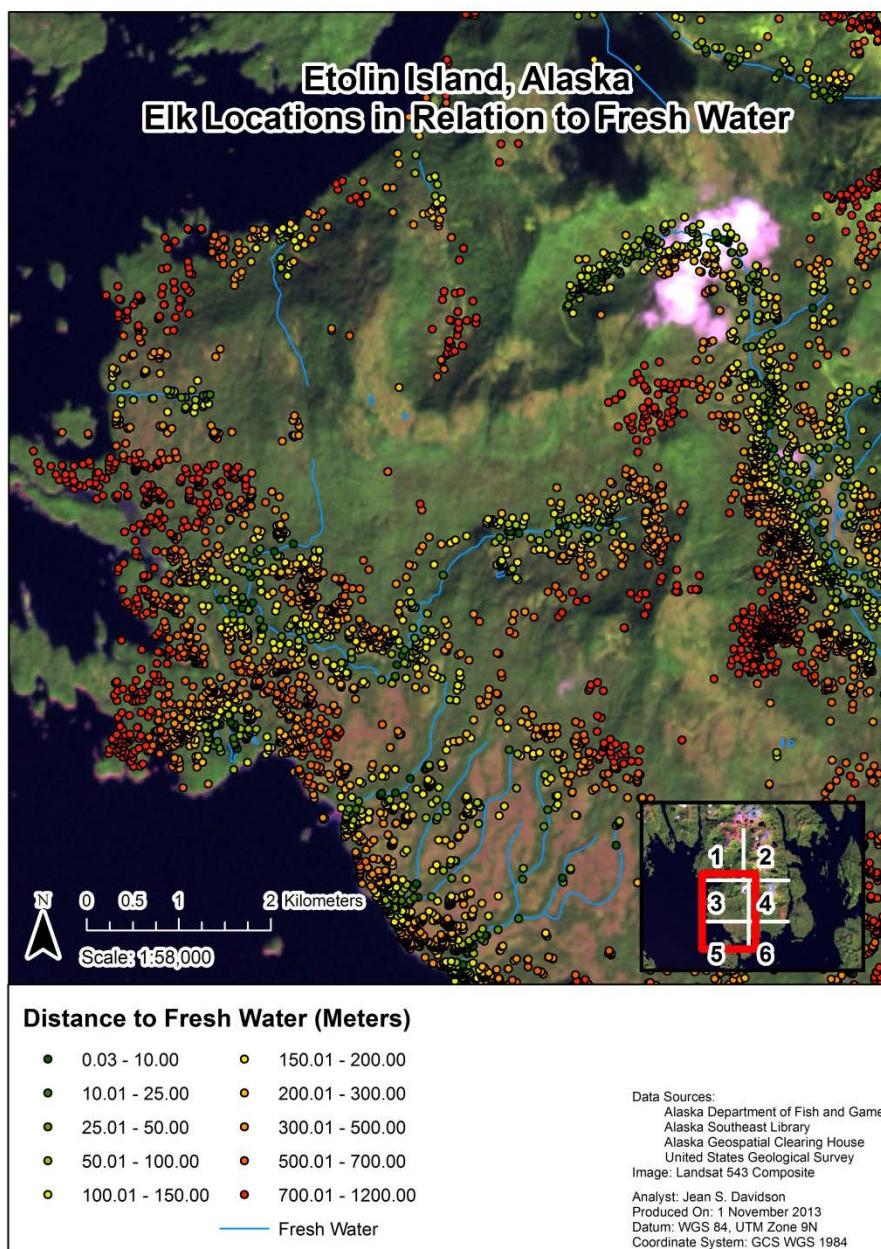 Etolin Island, Alaska
Elk Locations in Relation to Fresh Water
1 2
3 4
5 6
N
0 0.5 1 2 Kilometers
Scale: 1:58,000
Distance to Fresh Water (Meters)
0.03 - 10.00
10.01 - 25.00
25.01 - 50.00
50.01 - 100.00
100.01 - 150.00
150.01 - 200.00
200.01 - 300.00
300.01 - 500.00
500.01 - 700.00
700.01 - 1200.00
Fresh Water
Data Sources:
Alaska Department of Fish and Game
Alaska Southeast Library
Alaska Geospatial Clearing House
United States Geological Survey
Image: Landsat 543 Composite
Analyst: Jean S. Davidson
Produced On: 1 November 2013
Datum: WGS 84, UTM Zone 9N
Coordinate System: GCS WGS 1984